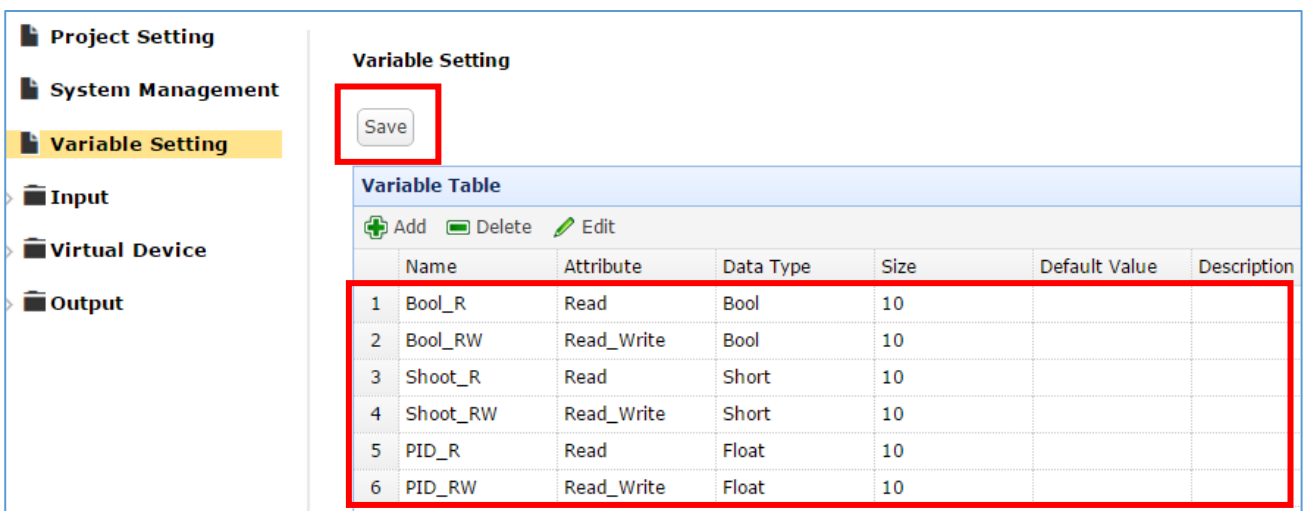 Project Setting
System Management
Variable Setting
Input
Virtual Device
Output
Variable Setting
Save
Variable Table
Add Delete Edit
Name Attribute Data Type Size Default Value Description
1 Bool_R Read Bool 10
2 Bool_RW Read_Write Bool 10
3 Shoot_R Read Short 10
4 Shoot_RW Read_Write Short 10
5 PID_R Read Float 10
6 PID_RW Read_Write Float 10